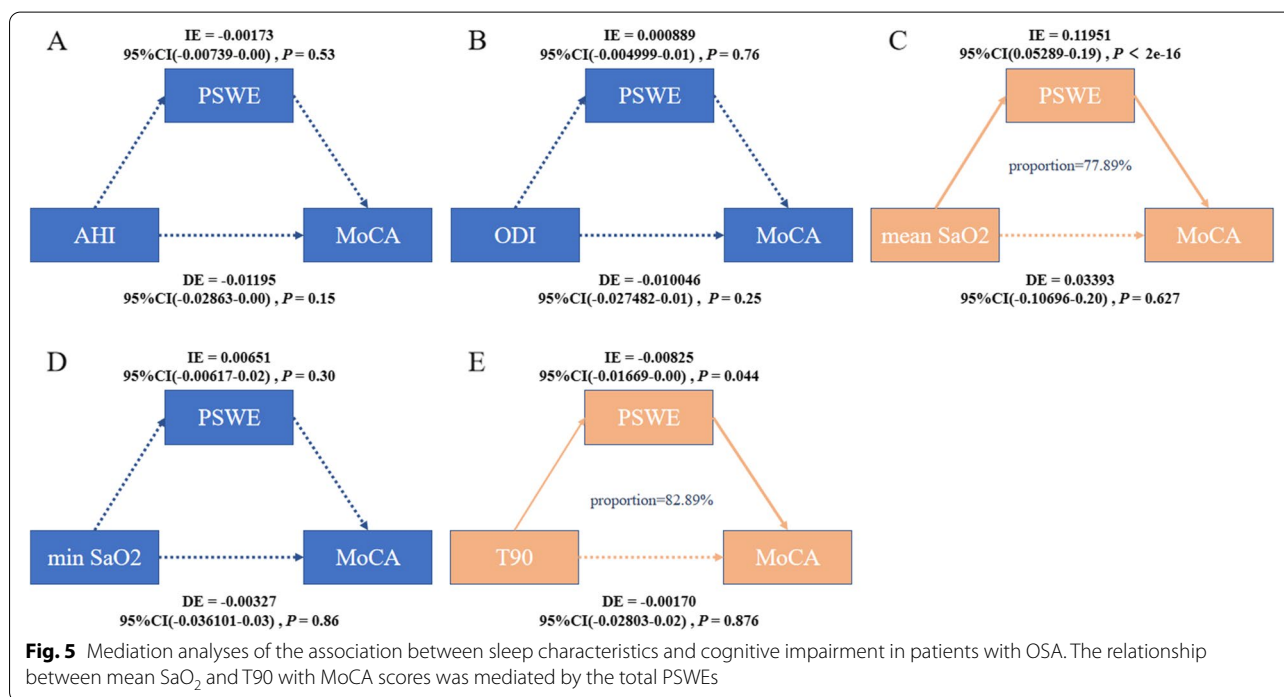 A
IE = -0.00173
95%CI(-0.00739-0.00) , P = 0.53
PSWE
AHI
MoCA
DE = -0.01195
95%CI(-0.02863-0.00) , P = 0.15
B
IE = 0.000889
95%CI(-0.004999-0.01) , P = 0.76
PSWE
ODI
MoCA
DE = -0.010046
95%CI(-0.027482-0.01) , P = 0.25
C
IE = 0.11951
95%CI(0.05289-0.19) , P < 2e-16
PSWE
proportion=77.89%
mean SaO2
MoCA
DE = 0.03393
95%CI(-0.10696-0.20) , P = 0.627
D
IE = 0.00651
95%CI(-0.00617-0.02) , P = 0.30
PSWE
min SaO2
MoCA
DE = -0.00327
95%CI(-0.036101-0.03) , P = 0.86
E
IE = -0.00825
95%CI(-0.01669-0.00) , P = 0.044
PSWE
proportion=82.89%
T90
MoCA
DE = -0.00170
95%CI(-0.02803-0.02) , P = 0.876
Fig. 5 Mediation analyses of the association between sleep characteristics and cognitive impairment in patients with OSA. The relationship
between mean SaO₂ and T90 with MoCA scores was mediated by the total PSWEs